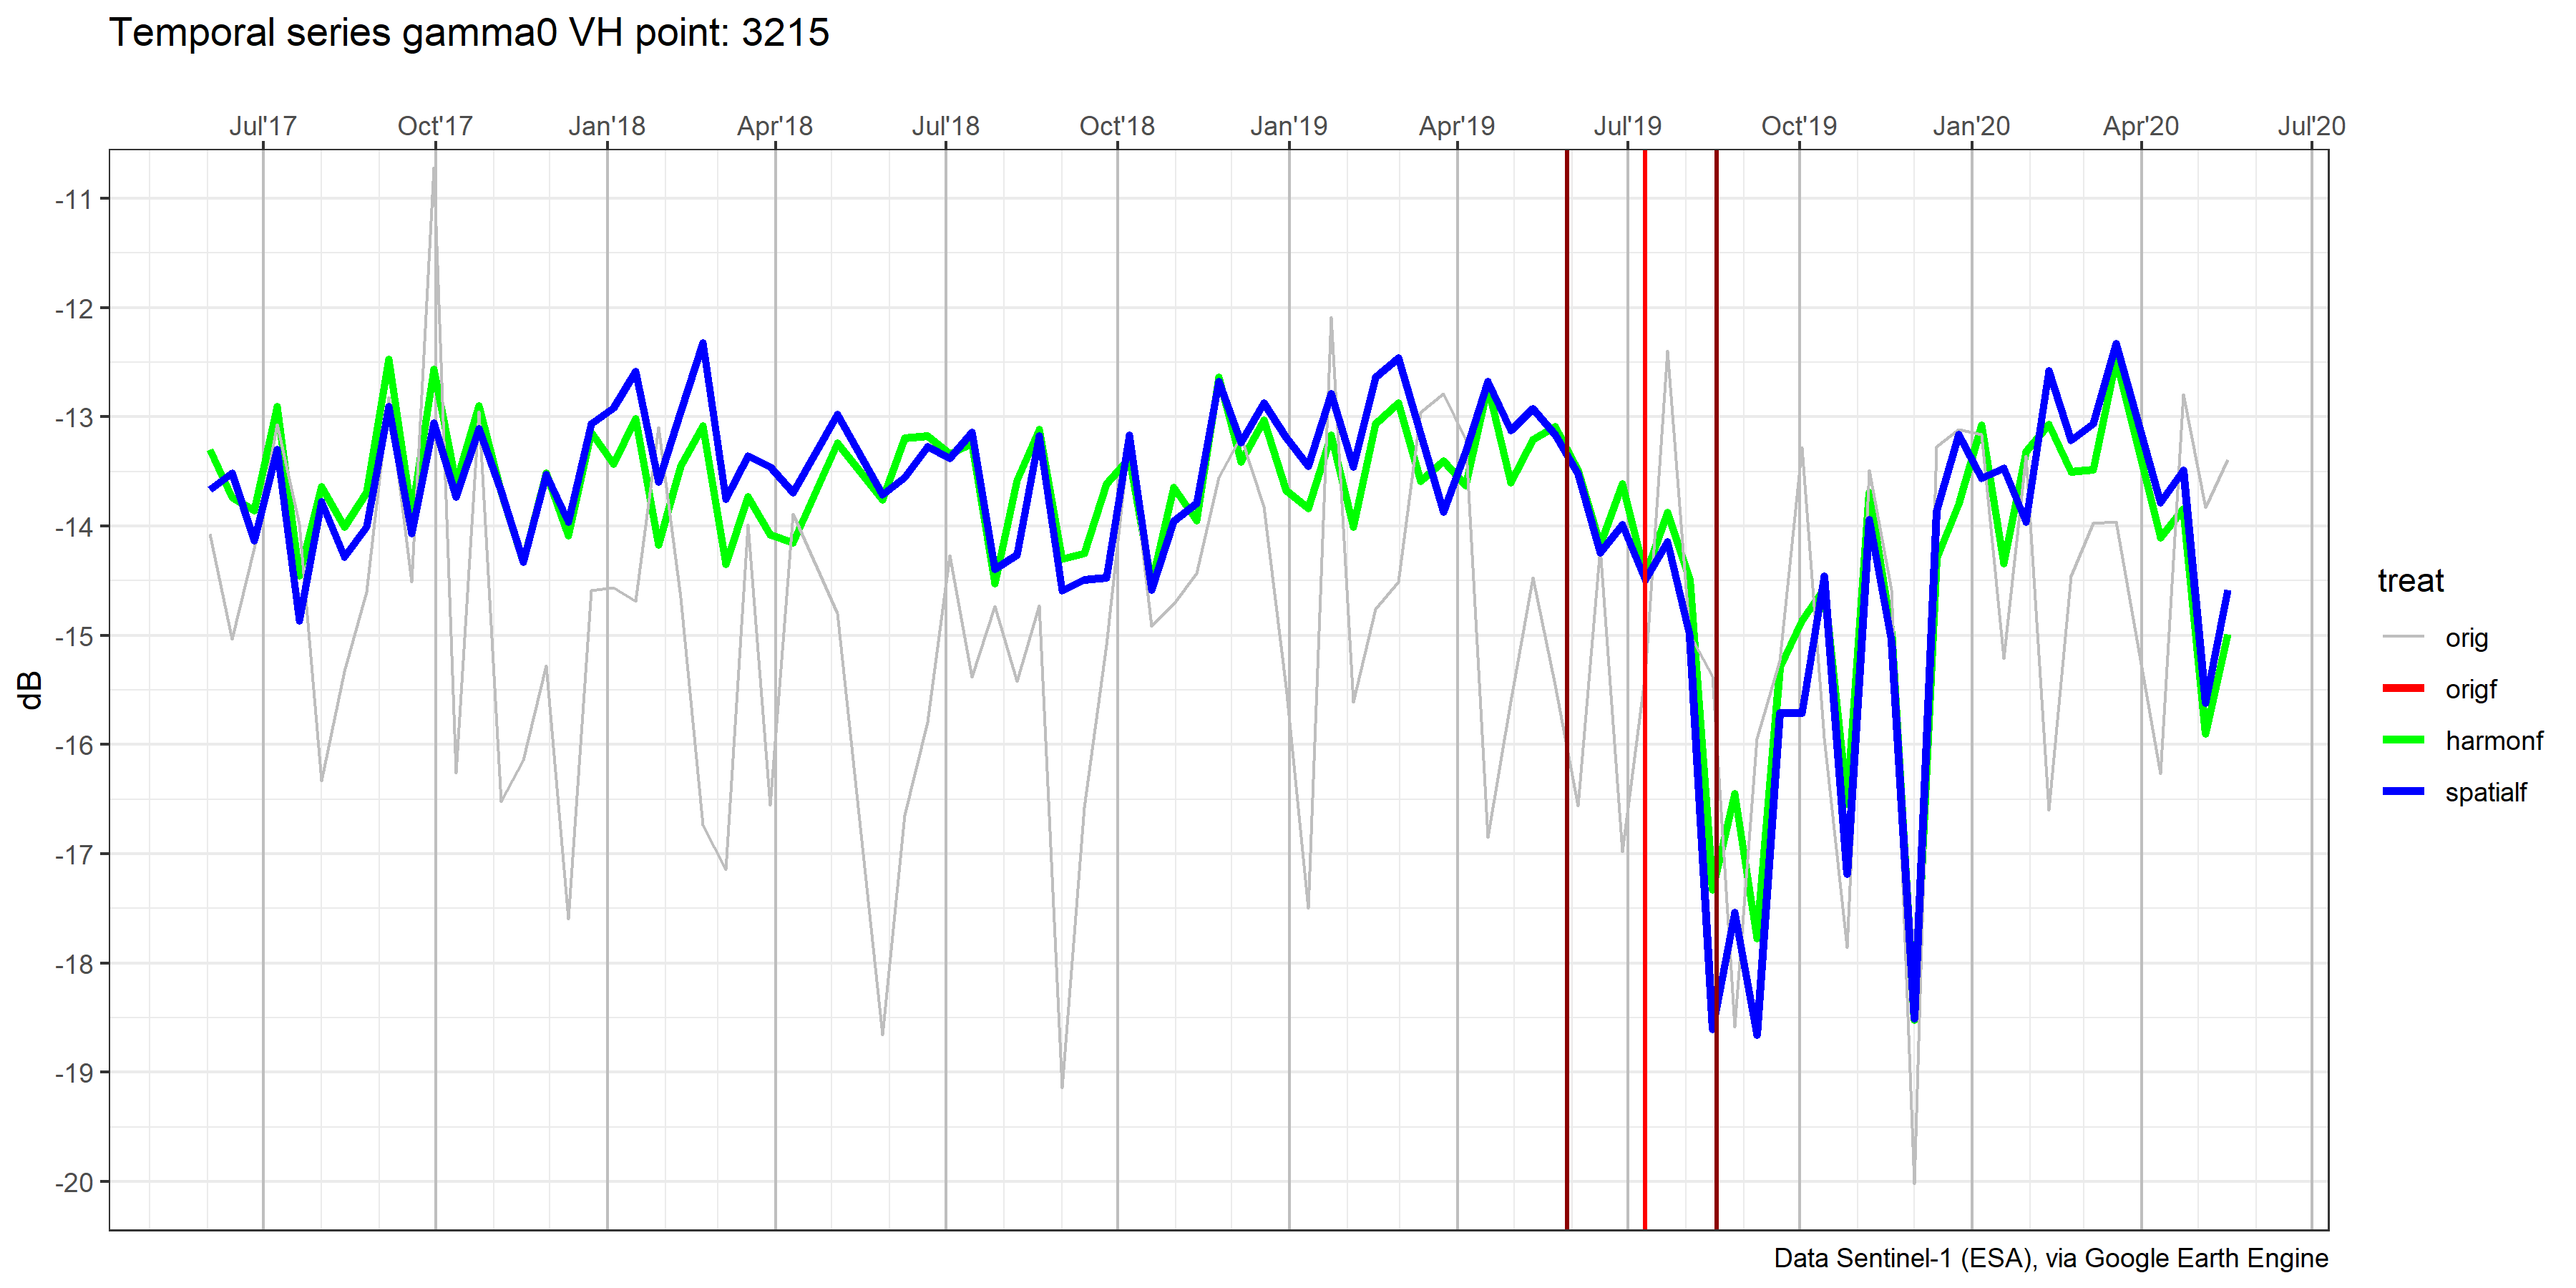 Temporal series gamma0 VH point: 3215
Jul'17 Oct'17 Jan'18 Apr'18 Jul'18 Oct'18 Jan'19 Apr'19 Jul'19 Oct'19 Jan'20 Apr'20 Jul'20
-11
-12
-13
-14
-15
-16
-17
-18
-19
-20
dB
treat
orig
origf
harmonf
spatialf
Data Sentinel-1 (ESA), via Google Earth Engine